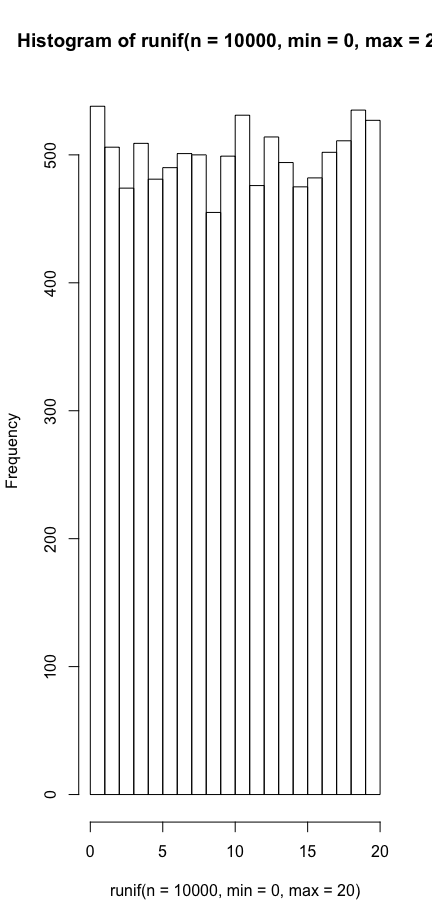 Histogram of runif(n = 10000, min = 0, max = 2
Frequency
500
400
300
200
100
0
0 5 10 15 20
runif(n = 10000, min = 0, max = 20)